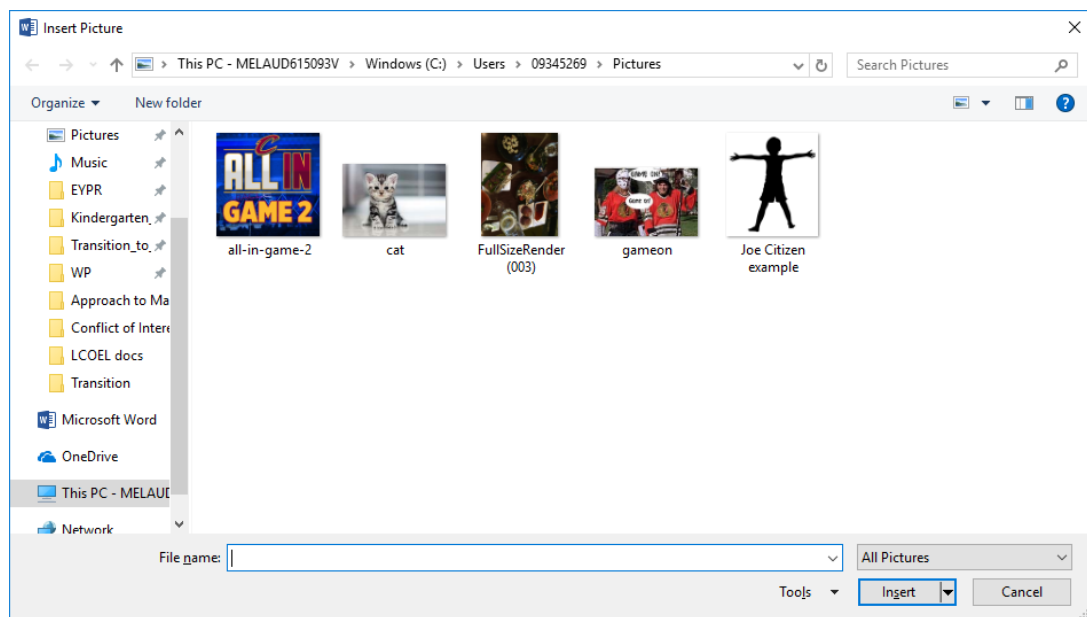 Insert Picture
This PC - MELAUD615093V > Windows (C:) > Users > 09345269 > Pictures
Search Pictures
Organize
New folder
Pictures
Music
EYPR
Kindergarten_
Transition_to_
WP
Approach to Ma
Conflict of Intere
LCOEL docs
Transition
Microsoft Word
OneDrive
This PC - MELAUD
Network
ALL IN
GAME 2
all-in-game-2
cat
FullSizeRender
(003)
GAME ON!
gameon
Joe Citizen
example
File name:
All Pictures
Tools
Insert
Cancel